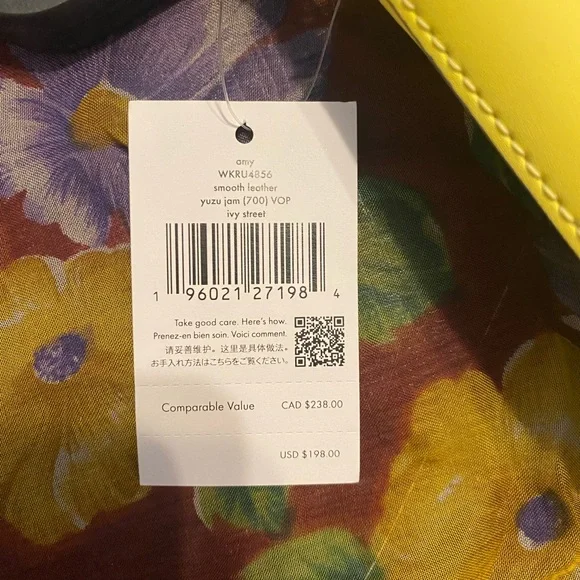 amy
WKRU4856
smooth leather
yuzu jam (700) VOP
ivy street
1 96021 27198 4
Take good care. Here's how.
Prenez-en bien soin. Voici comment.
请妥善维护。这里是具体做法。
お手入れ方法はこちらをご覧ください。
Comparable Value CAD $238.00
USD $198.00